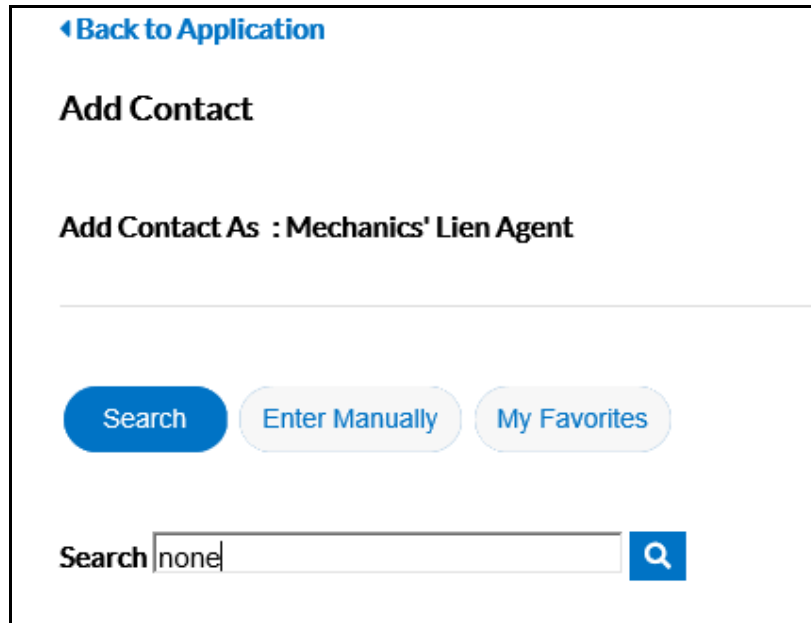 Back to Application
Add Contact
Add Contact As : Mechanics' Lien Agent
Search Enter Manually My Favorites
Search none